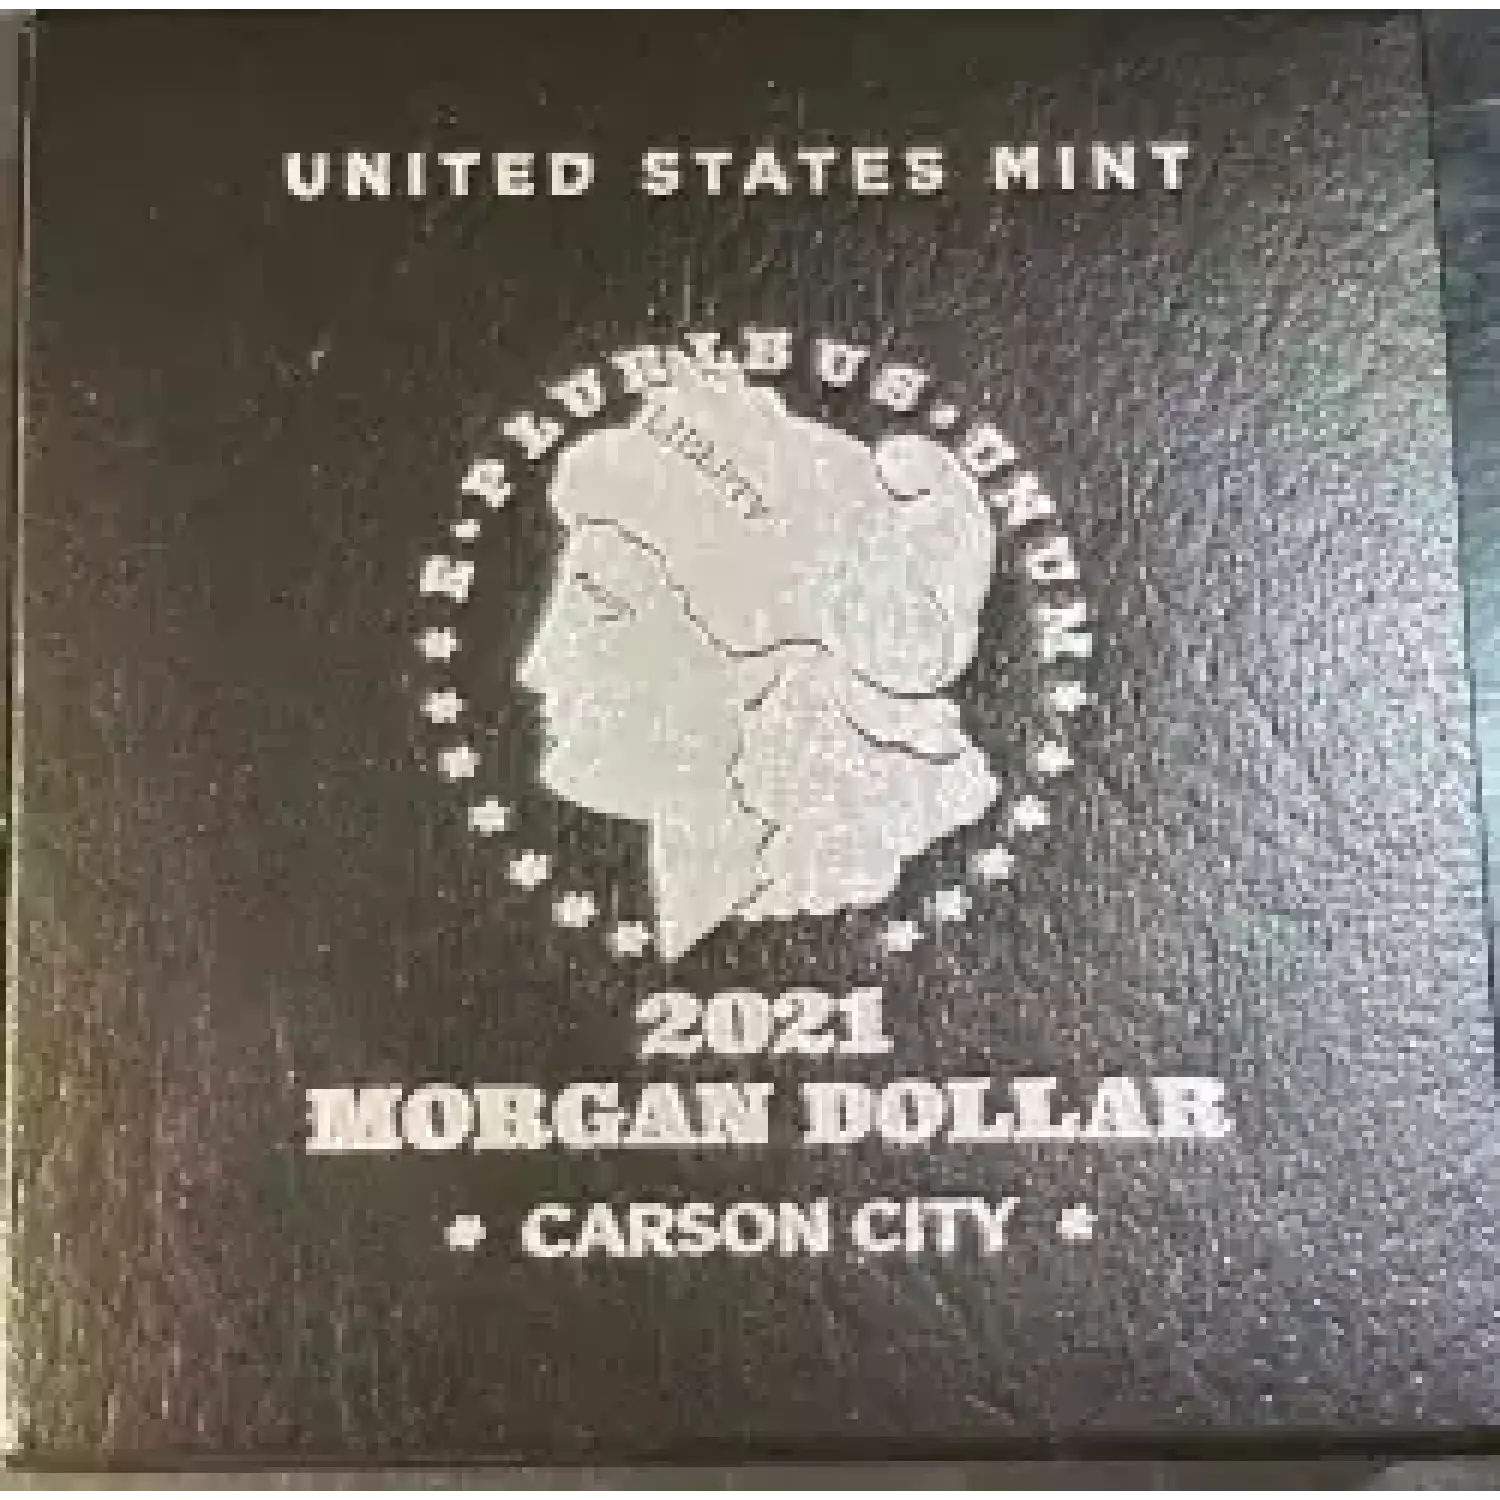 UNITED STATES MINT
E·PLURIBUS·UNUM
LIBERTY
2021
MORGAN DOLLAR
* CARSON CITY *